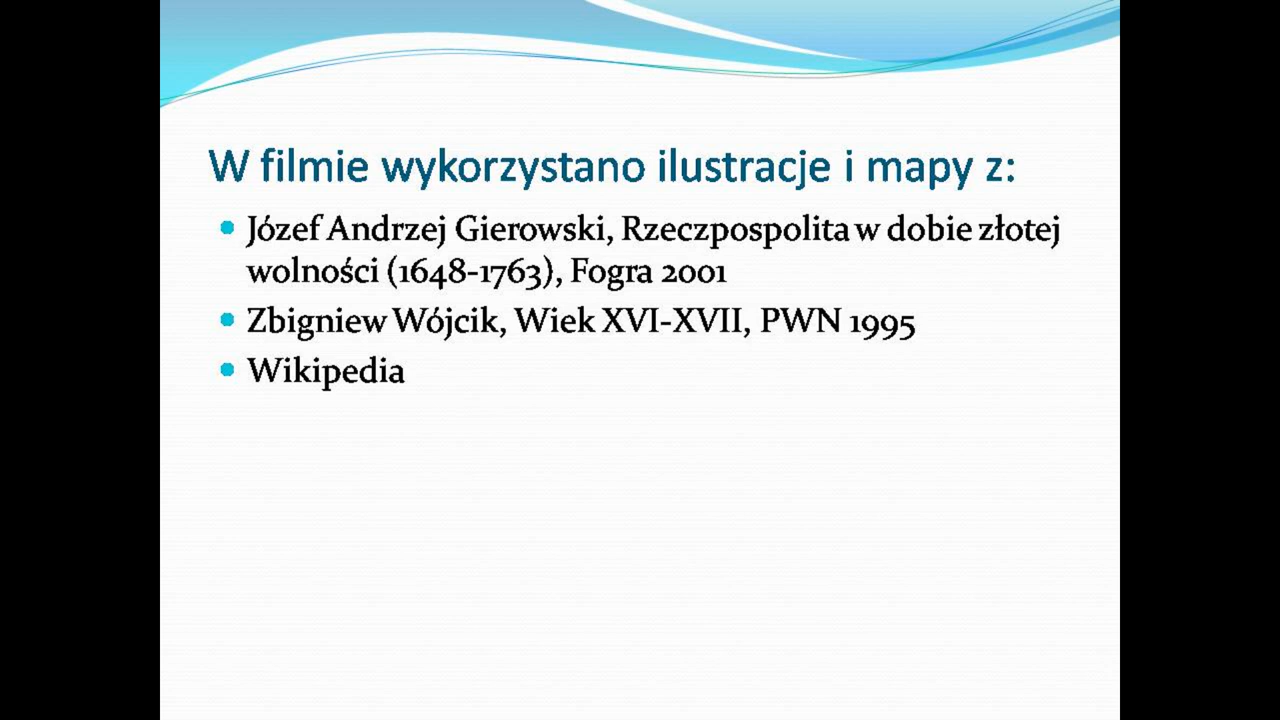 W filmie wykorzystano ilustracje i mapy z:
Józef Andrzej Gierowski, Rzeczpospolita w dobie złotej
wolności (1648-1763), Fogra 2001
Zbigniew Wójcik, Wiek XVI-XVII, PWN 1995
Wikipedia